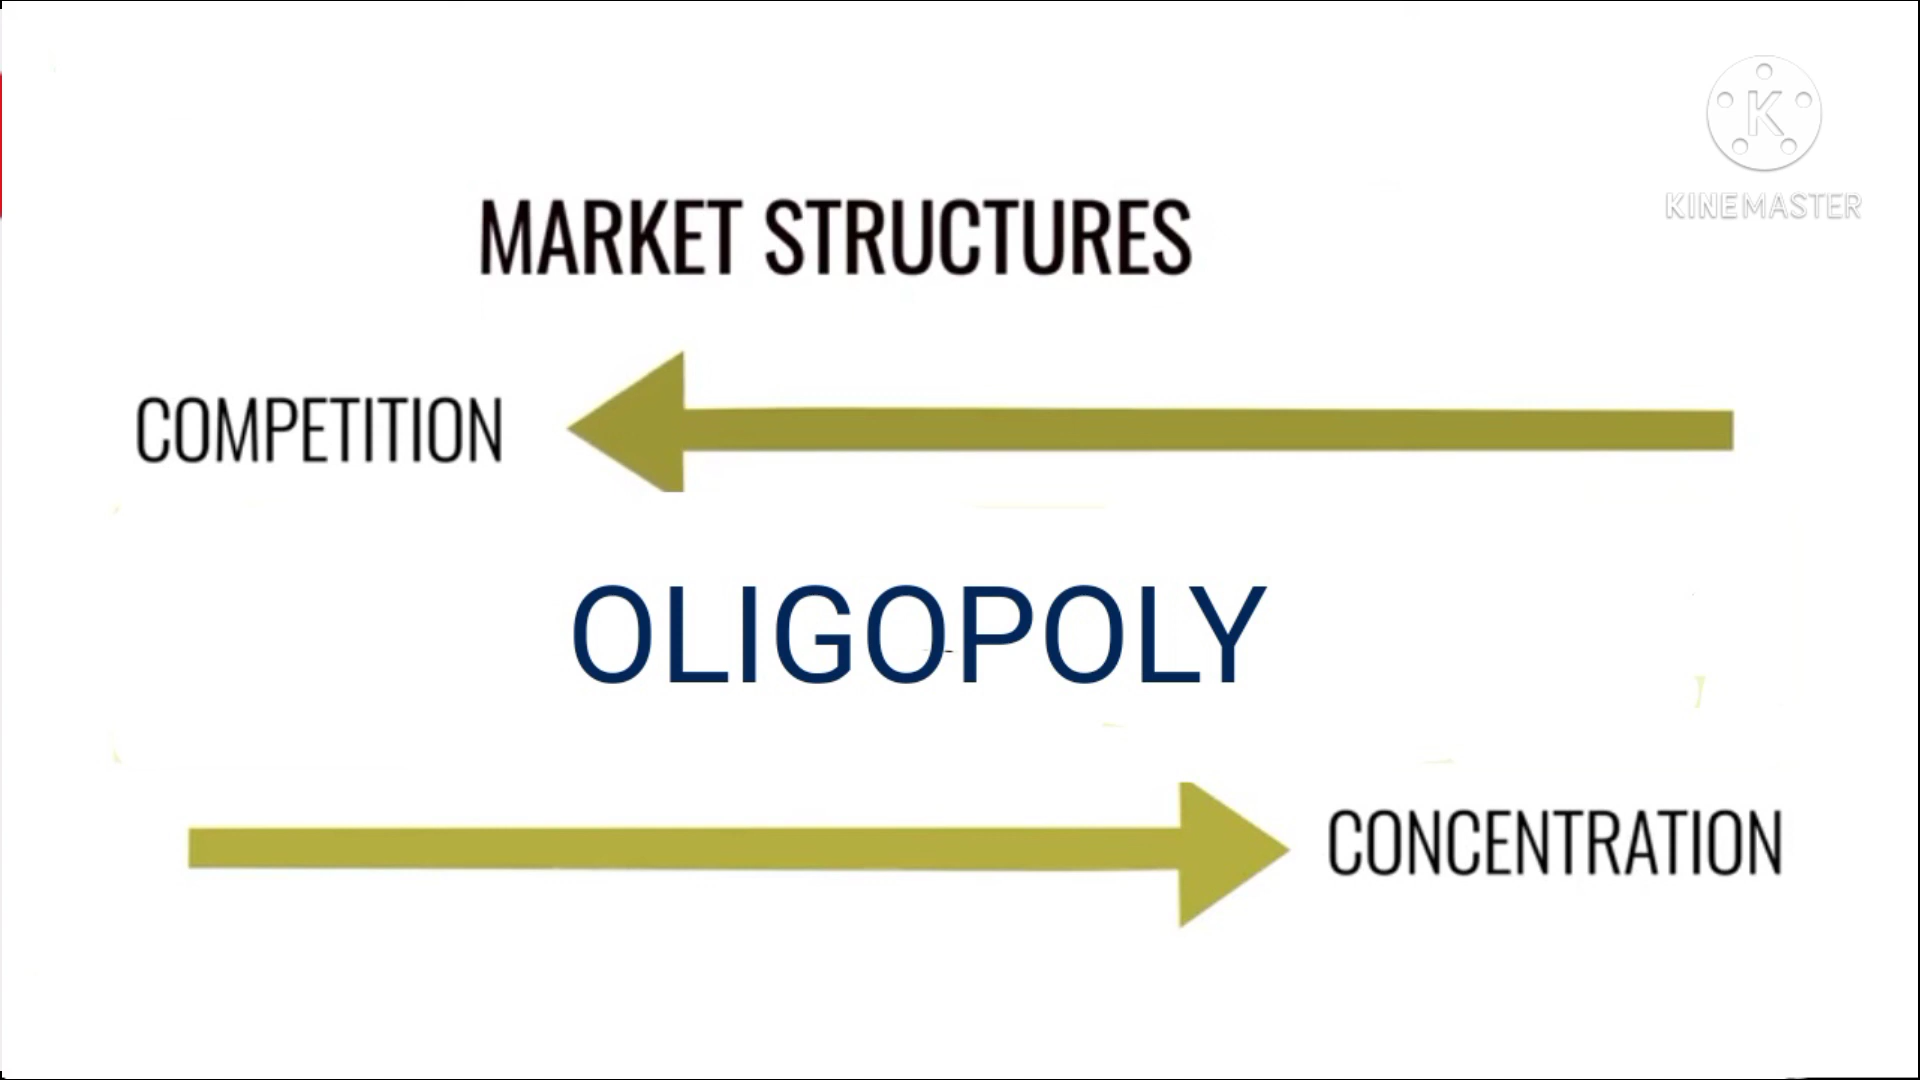 K
KINEMASTER
MARKET STRUCTURES
COMPETITION
OLIGOPOLY
CONCENTRATION